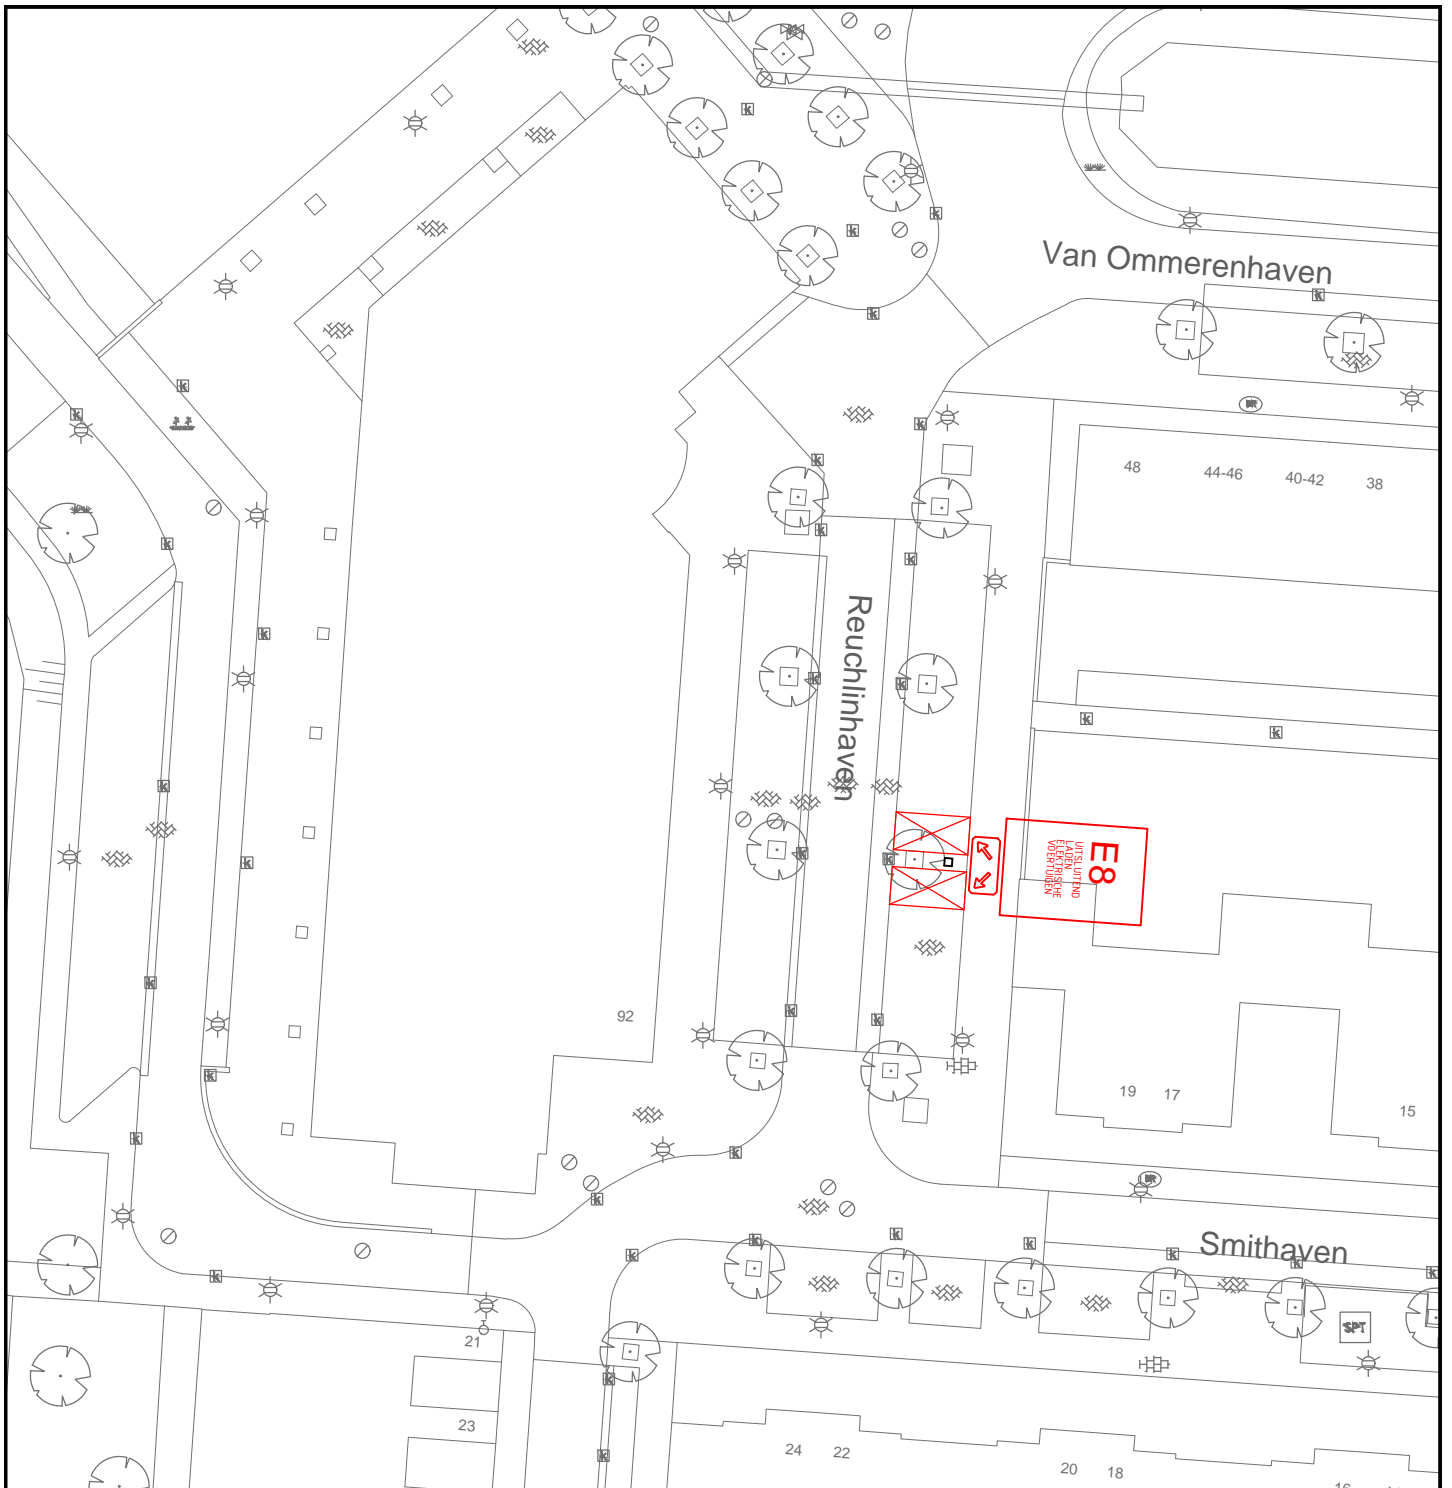 Van Ommerenhaven
48
44-46
40-42
38
Reuchlinhaven
E8
UITSLUITEND
LADEN
ELEKTRISCHE
VOERTUIGEN
92
19
17
15
Smithaven
SPT
21
23
24
22
20
18